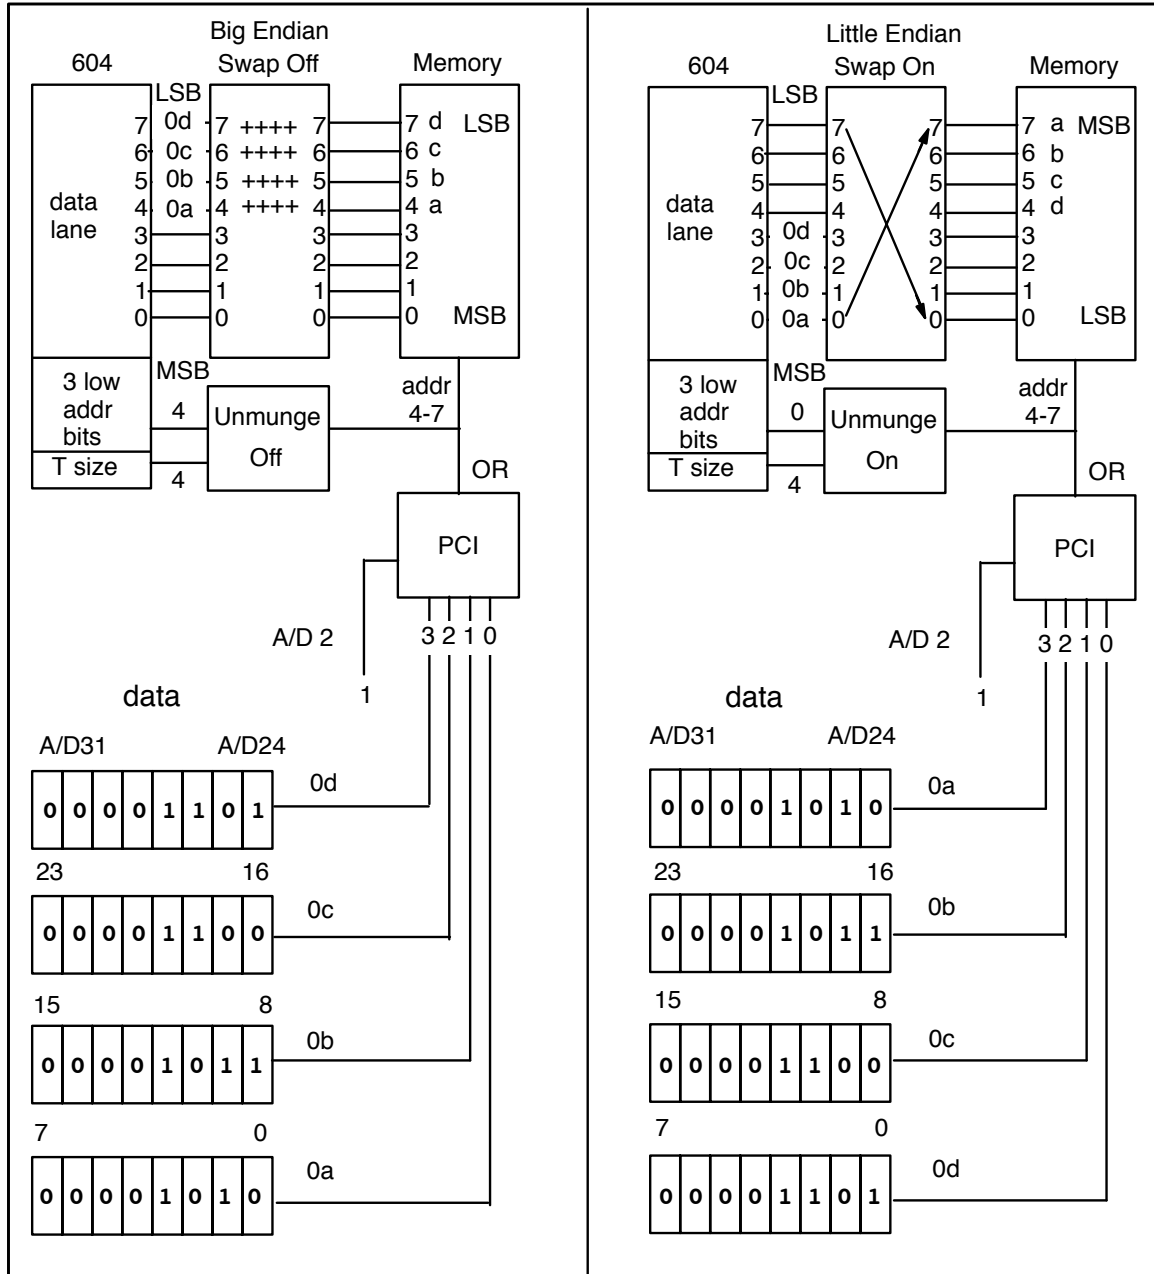 Big Endian
604 Swap Off Memory
LSB
7 0d 7 ++++ 7 7 d LSB
6 0c 6 ++++ 6 6 c
5 0b 5 ++++ 5 5 b
data 4 0a 4 ++++ 4 4 a
lane 3 3 3 3
2 2 2 2
1 1 1 1
0 0 0 0 MSB
MSB
3 low addr
addr 4 Unmunge 4-7
bits Off
T size 4
OR
PCI
A/D 2 3 2 1 0
1
data
A/D31 A/D24
0 0 0 0 1 1 0 1 0d
23 16
0 0 0 0 1 1 0 0 0c
15 8
0 0 0 0 1 0 1 1 0b
7 0
0 0 0 0 1 0 1 0 0a
Little Endian
604 Swap On Memory
LSB
7 7 7 7 a MSB
6 6 6 6 b
5 5 5 5 c
data 4 4 4 4 d
lane 3 0d 3 3 3
2 0c 2 2 2
1 0b 1 1 1
0 0a 0 0 0 LSB
MSB
3 low addr
addr 0 Unmunge 4-7
bits On
T size 4
OR
PCI
A/D 2 3 2 1 0
1
data
A/D31 A/D24
0 0 0 0 1 0 1 0 0a
23 16
0 0 0 0 1 0 1 1 0b
15 8
0 0 0 0 1 1 0 0 0c
7 0
0 0 0 0 1 1 0 1 0d